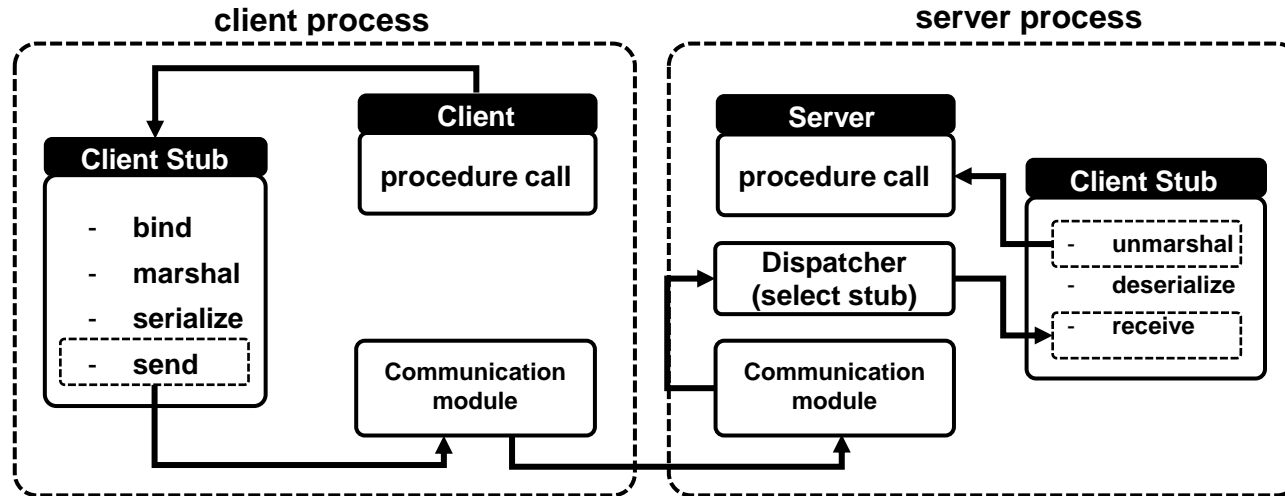 client process
server process
Client
procedure call
Client Stub
- bind
- marshal
- serialize
- send
Communication
module
Server
procedure call
Dispatcher
(select stub)
Communication
module
Client Stub
- unmarshal
- deserialize
- receive